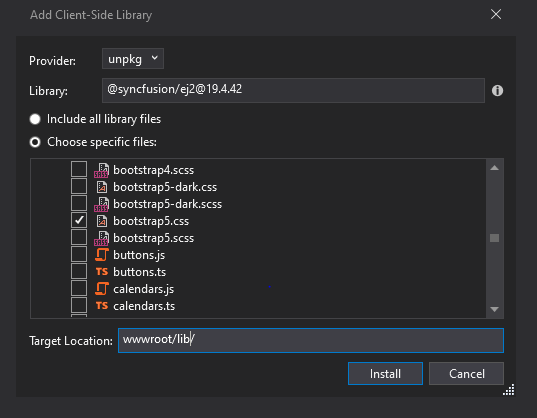 Add Client-Side Library
Provider: unpkg
Library: @syncfusion/ej2@19.4.42
Include all library files
Choose specific files:
bootstrap4.scss
bootstrap5-dark.css
bootstrap5-dark.scss
bootstrap5.css
bootstrap5.scss
buttons.js
TS buttons.ts
calendars.js
TS calendars.ts
Target Location: wwwroot/lib/
Install Cancel